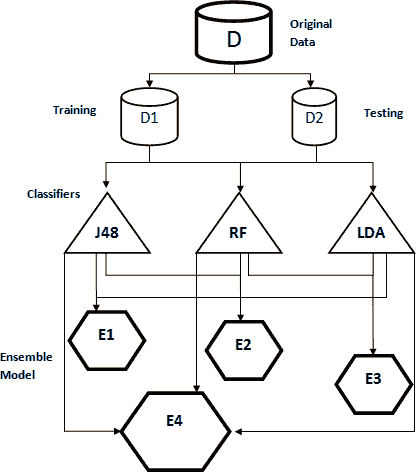 D
Original
Data
Training
D1
D2
Testing
Classifiers
J48
RF
LDA
E1
E2
Ensemble
Model
E3
E4